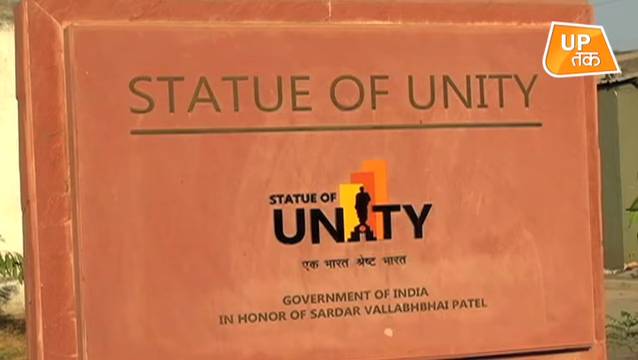 UP
तक
STATUE OF UNITY
STATUE OF
UNITY
एक भारत श्रेष्ट भारत
GOVERNMENT OF INDIA
IN HONOR OF SARDAR VALLABHBHAI PATEL